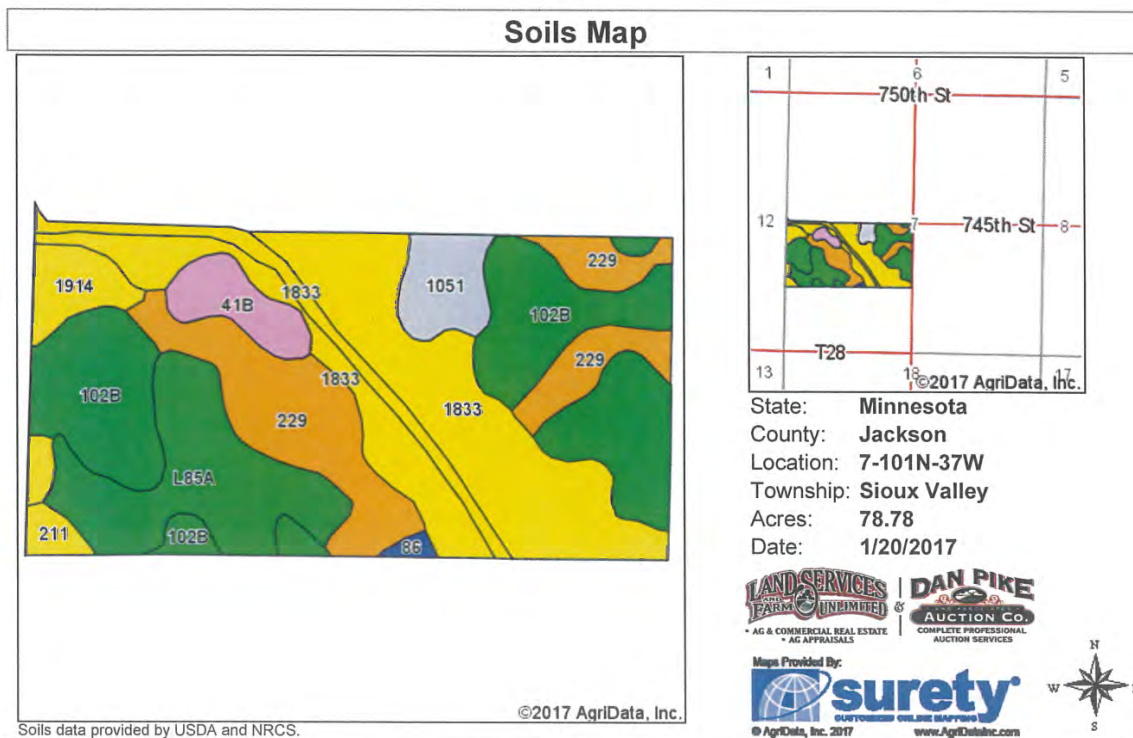 Soils Map
1914
41B
1833
1051
229
102B
229
102B
1833
1833
229
L85A
211
102B
86
©2017 AgriData, Inc.
Soils data provided by USDA and NRCS.
1
6
5
750th St
12
7
745th St
8
T28
13
18
17
©2017 AgriData, Inc.
State: Minnesota
County: Jackson
Location: 7-101N-37W
Township: Sioux Valley
Acres: 78.78
Date: 1/20/2017
LAND SERVICES
AND
FARM UNLIMITED
• AG & COMMERCIAL REAL ESTATE
• AG APPRAISALS
&
DAN PIKE
AUCTION CO.
COMPLETE PROFESSIONAL
AUCTION SERVICES
Maps Provided By:
surety®
CUSTOMIZED ONLINE MAPPING
© AgriData, Inc. 2017 www.AgriDataInc.com
N
W
S